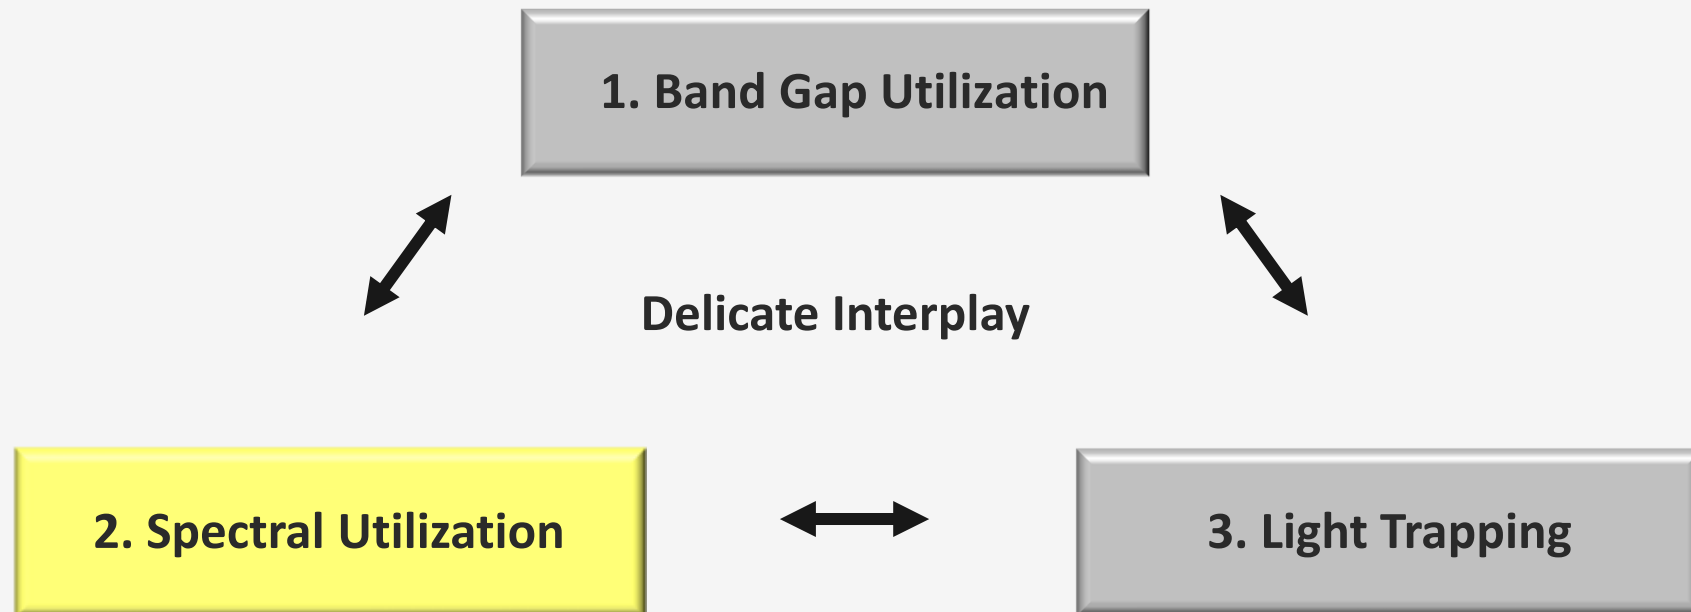 1. Band Gap Utilization
Delicate Interplay
2. Spectral Utilization
3. Light Trapping